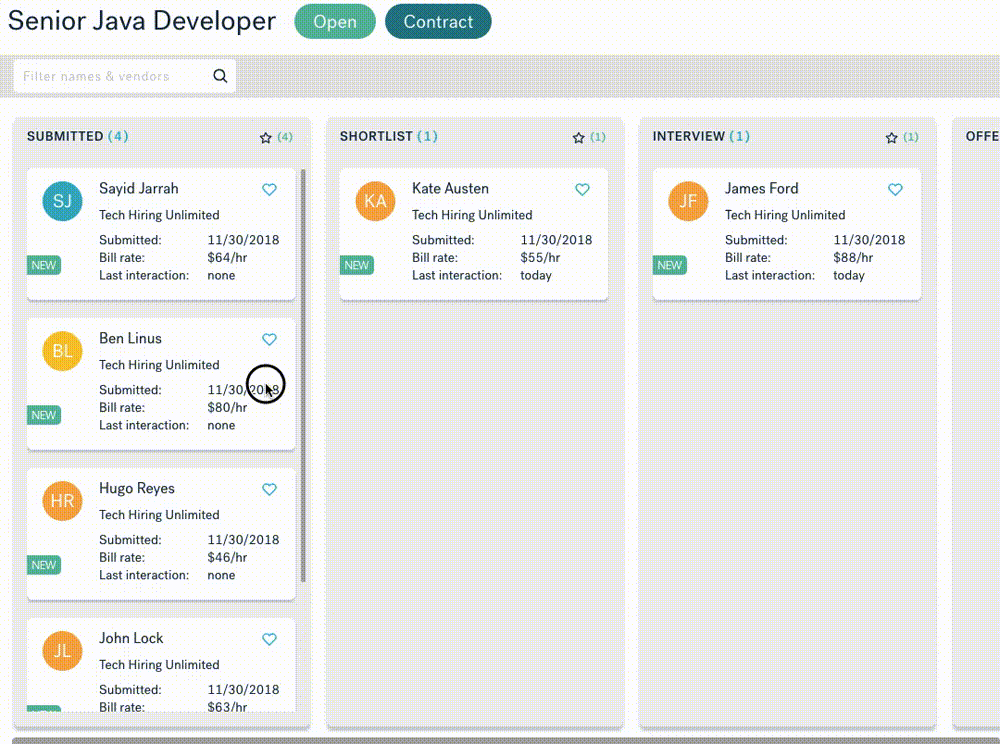 Senior Java Developer Open Contract
Filter names & vendors
SUBMITTED (4) (4)
SJ
Sayid Jarrah
Tech Hiring Unlimited
Submitted: 11/30/2018
Bill rate: $64/hr
NEW
Last interaction: none
BL
Ben Linus
Tech Hiring Unlimited
Submitted: 11/30/2018
Bill rate: $80/hr
NEW
Last interaction: none
HR
Hugo Reyes
Tech Hiring Unlimited
Submitted: 11/30/2018
Bill rate: $46/hr
NEW
Last interaction: none
JL
John Lock
Tech Hiring Unlimited
Submitted: 11/30/2018
Bill rate: $63/hr
SHORTLIST (1) (1)
KA
Kate Austen
Tech Hiring Unlimited
Submitted: 11/30/2018
Bill rate: $55/hr
NEW
Last interaction: today
INTERVIEW (1) (1)
JF
James Ford
Tech Hiring Unlimited
Submitted: 11/30/2018
Bill rate: $88/hr
NEW
Last interaction: today
OFFE